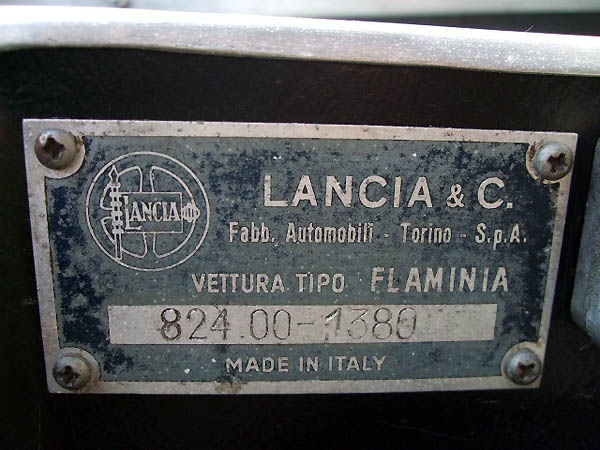 LANCIA
LANCIA & C.
Fabb. Automobili - Torino - S.p.A.
VETTURA TIPO FLAMINIA
824.00-1380
MADE IN ITALY